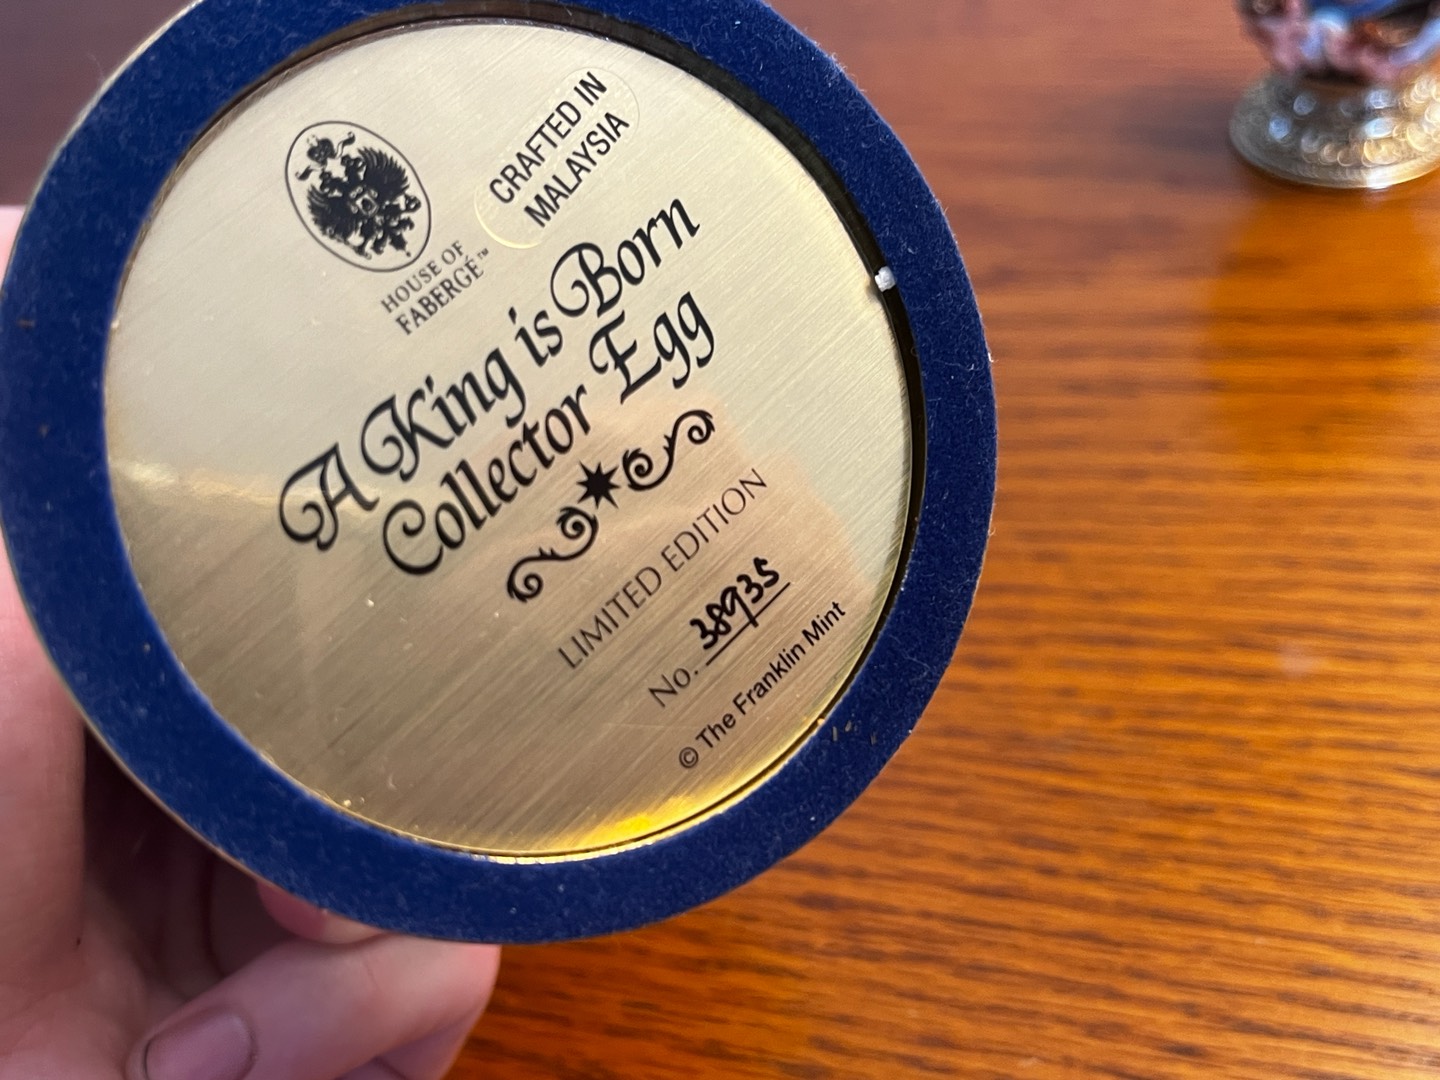 HOUSE OF
FABERGÉ™
CRAFTED IN
MALAYSIA
A King is Born
Collector Egg
LIMITED EDITION
No. 38935
© The Franklin Mint